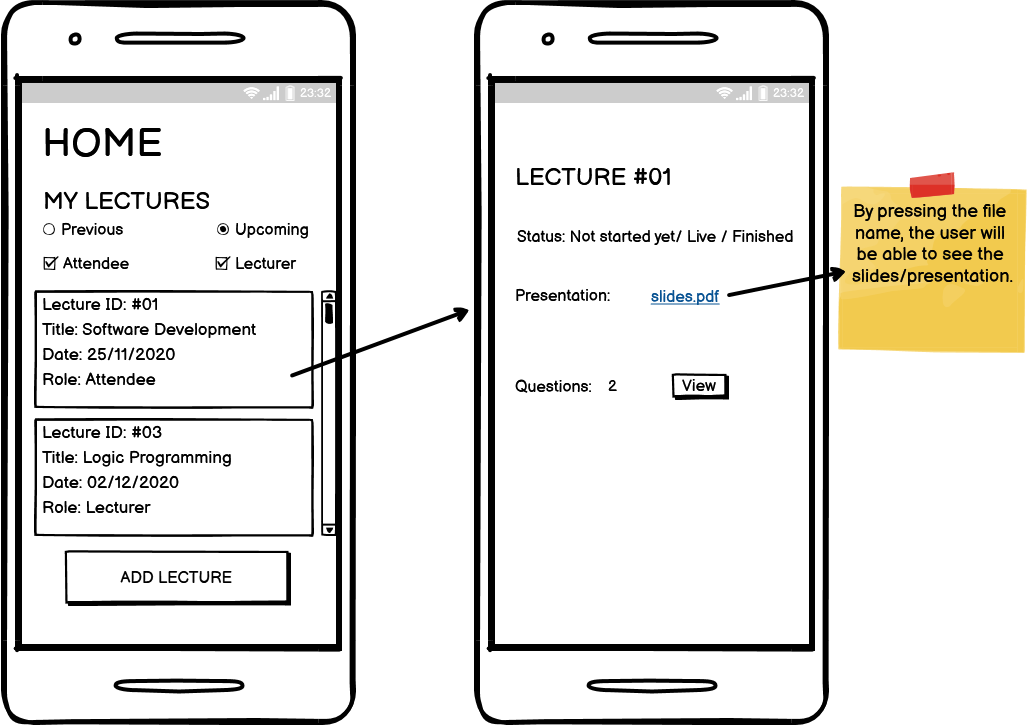 23:32
HOME
MY LECTURES
Previous Upcoming
Attendee Lecturer
Lecture ID: #01
Title: Software Development
Date: 25/11/2020
Role: Attendee
Lecture ID: #03
Title: Logic Programming
Date: 02/12/2020
Role: Lecturer
ADD LECTURE
23:32
LECTURE #01
Status: Not started yet/ Live / Finished
Presentation: slides.pdf
Questions: 2 View
By pressing the file
name, the user will
be able to see the
slides/presentation.